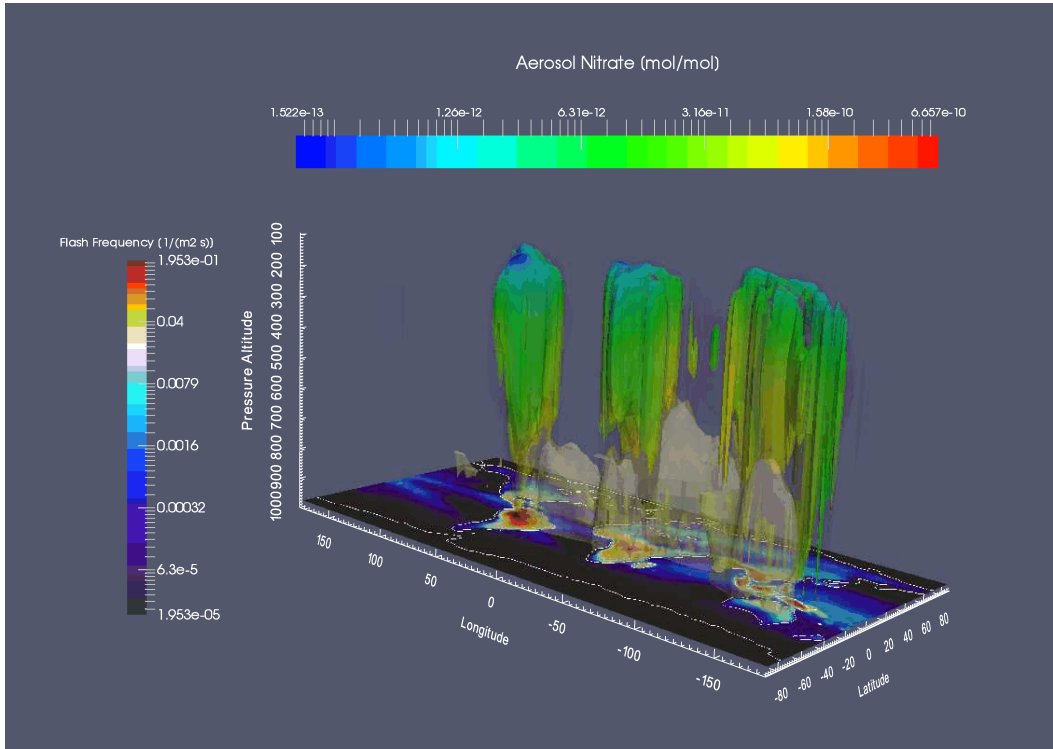 Aerosol Nitrate (mol/mol)
1.522e-13 1.26e-12 6.31e-12 3.16e-11 1.58e-10 6.657e-10
Flash Frequency (1/(m2 s))
1.953e-01
0.04
0.0079
0.0016
0.00032
6.3e-5
1.953e-05
Pressure Altitude
1000 900 800 700 600 500 400 300 200 100
150 100 50 0 -50 -100 -150
Longitude
-80 -60 -40 -20 0 20 40 60 80
Latitude